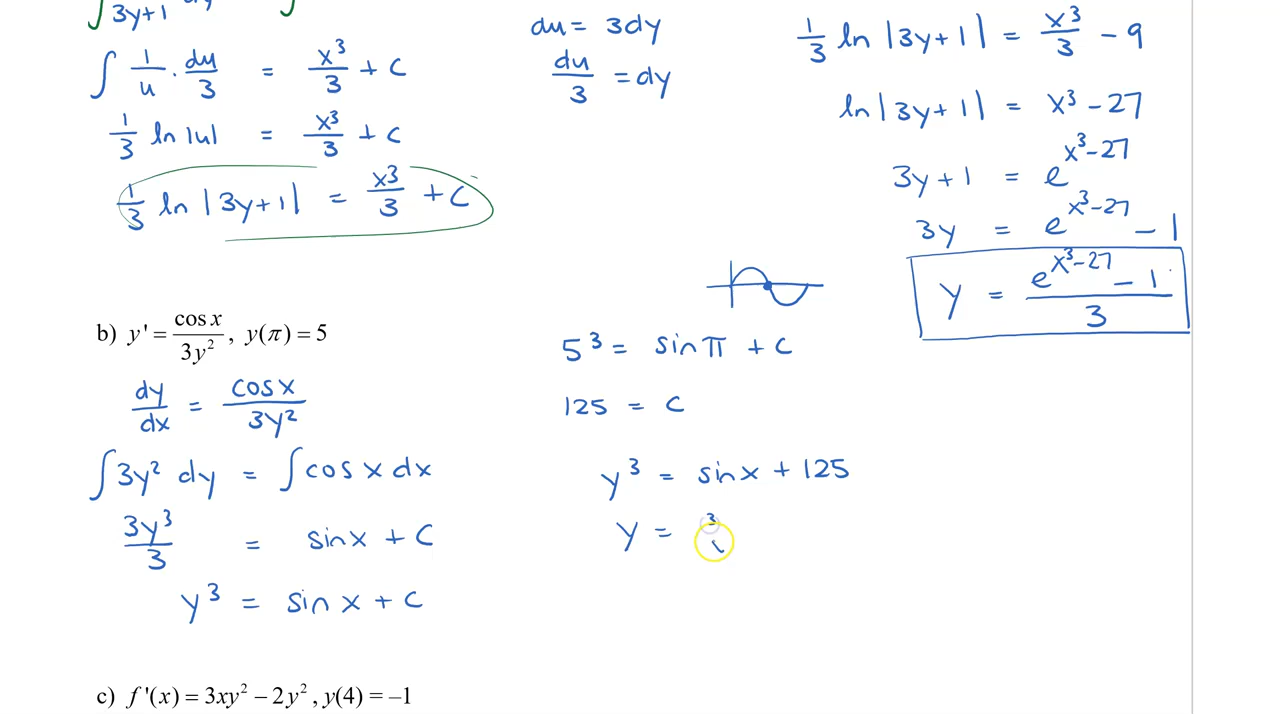 ∫ 1/u · du/3 = x³/3 + C
1/3 ln |u| = x³/3 + C
1/3 ln |3y+1| = x³/3 + C
du = 3dy
du/3 = dy
1/3 ln |3y+1| = x³/3 - 9
ln|3y+1| = x³ - 27
3y + 1 = e^(x³-27)
3y = e^(x³-27) - 1
y = (e^(x³-27) - 1)/3
b) y' = cos x/3y², y(π) = 5
dy/dx = cos x/3y²
∫3y² dy = ∫cos x dx
3y³/3 = sin x + C
y³ = sin x + C
5³ = sin π + C
125 = C
y³ = sin x + 125
y = ³
c) f'(x) = 3xy² − 2y², y(4) = −1